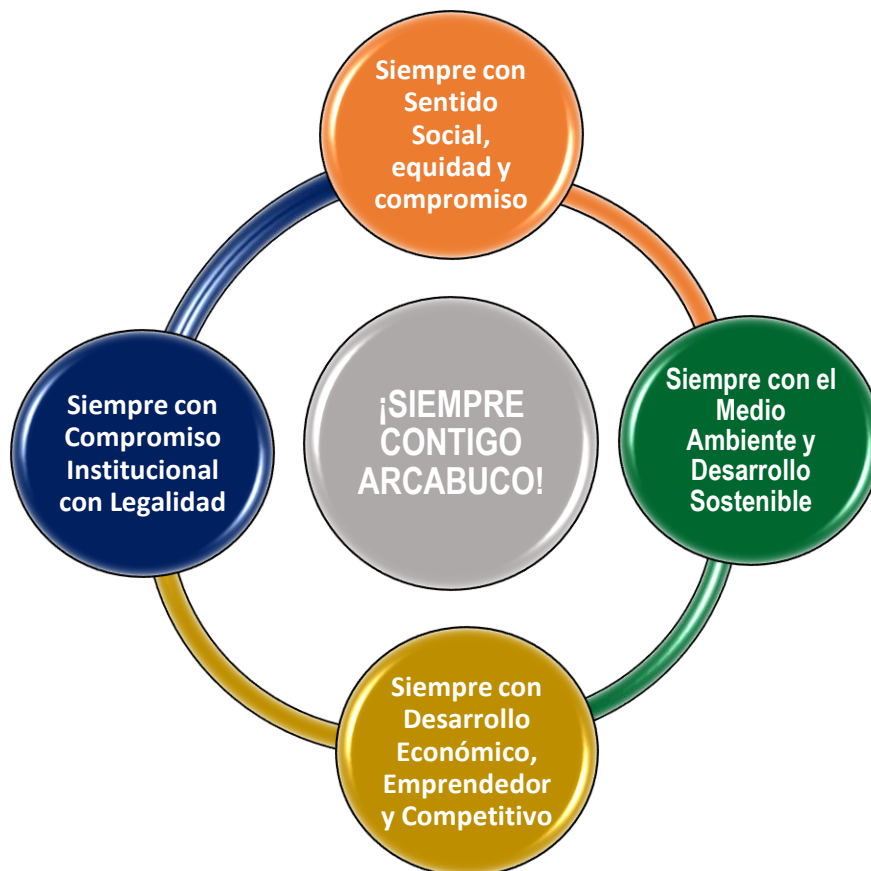 Siempre con
Sentido
Social,
equidad y
compromiso
Siempre con
Compromiso
Institucional
con Legalidad
¡SIEMPRE
CONTIGO
ARCABUCO!
Siempre con el
Medio
Ambiente y
Desarrollo
Sostenible
Siempre con
Desarrollo
Económico,
Emprendedor
y Competitivo